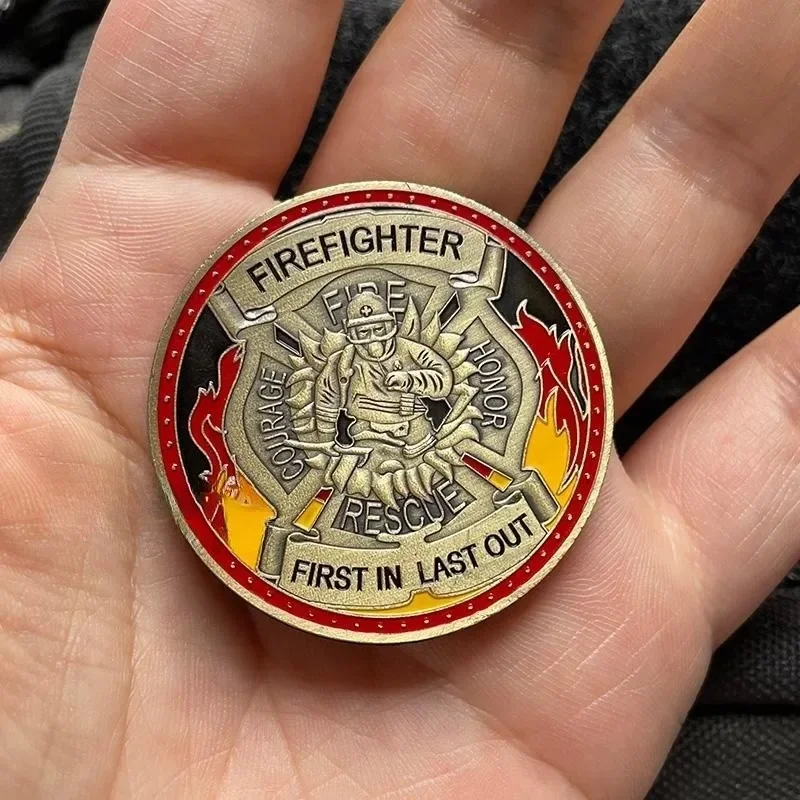 FIREFIGHTER
FIRE
COURAGE
HONOR
RESCUE
FIRST IN LAST OUT